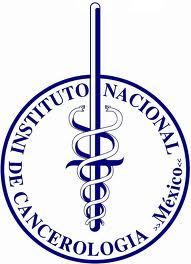 INSTITUTO NACIONAL
DE CANCEROLOGIA
»México«